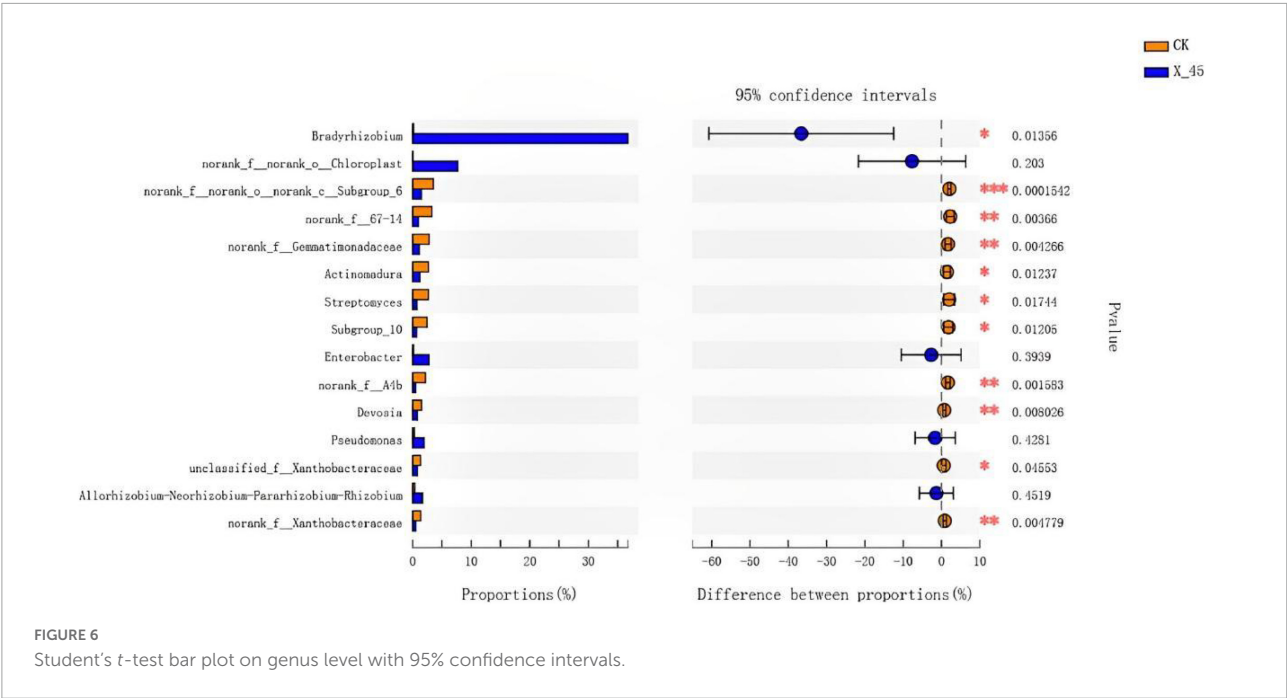 CK
X_45
95% confidence intervals
Bradyrhizobium * 0.01356
norank_f__norank_o__Chloroplast 0.203
norank_f__norank_o__norank_c__Subgroup_6 *** 0.0001542
norank_f__67-14 ** 0.00366
norank_f__Gemmatimonadaceae ** 0.004266
Actinomadura * 0.01237
Streptomyces * 0.01744
Subgroup_10 * 0.01205
Enterobacter 0.3939
norank_f__A4b ** 0.001583
Devosia ** 0.008026
Pseudomonas 0.4281
unclassified_f__Xanthobacteraceae * 0.04553
Allorhizobium-Neorhizobium-Pararhizobium-Rhizobium 0.4519
norank_f__Xanthobacteraceae ** 0.004779
Pvalue
0 10 20 30 -60 -50 -40 -30 -20 -10 0 10
Proportions(%) Difference between proportions(%)
FIGURE 6
Student's t-test bar plot on genus level with 95% confidence intervals.